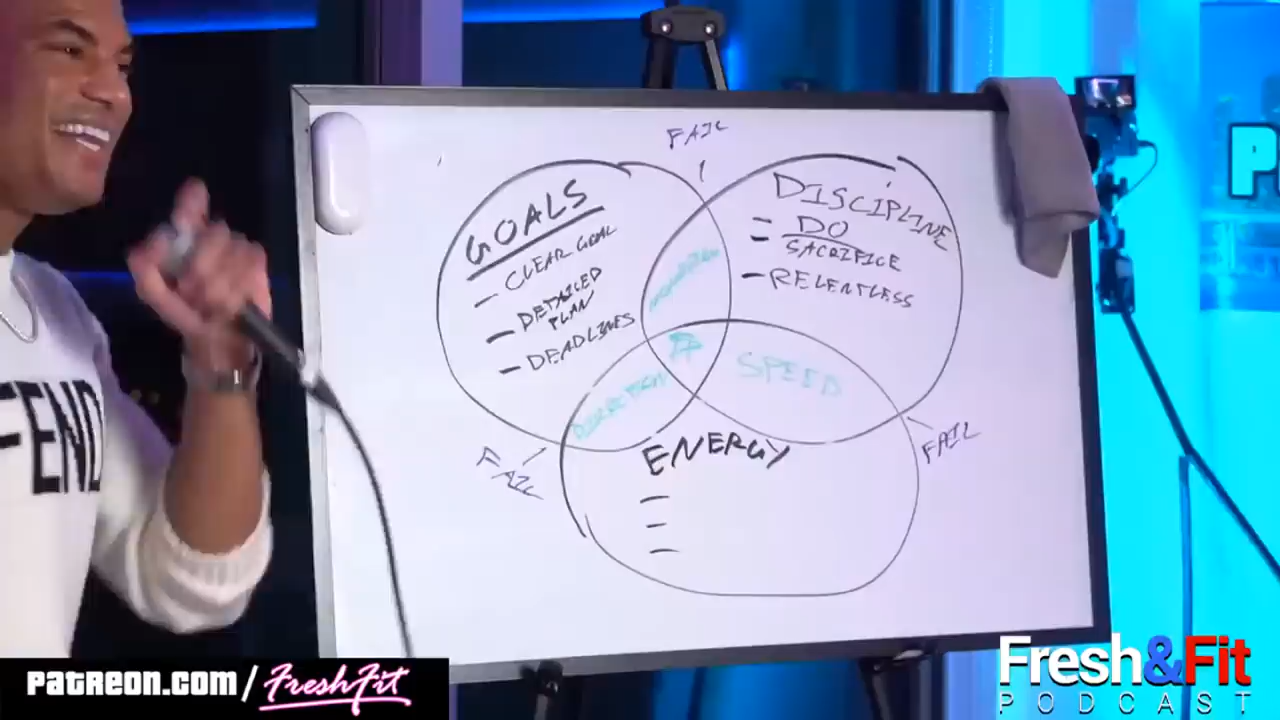 FAIL
GOALS
- CLEAR GOAL
- DETAILED
PLAN
- DEADLINES
DISCIPLINE
= DO
SACRIFICE
- RELENTLESS
DIRECTION
SPEED
ENERGY
-
-
-
FAIL
FAIL
FEND
PATREON.COM/FreshFit
Fresh&Fit
PODCAST
P